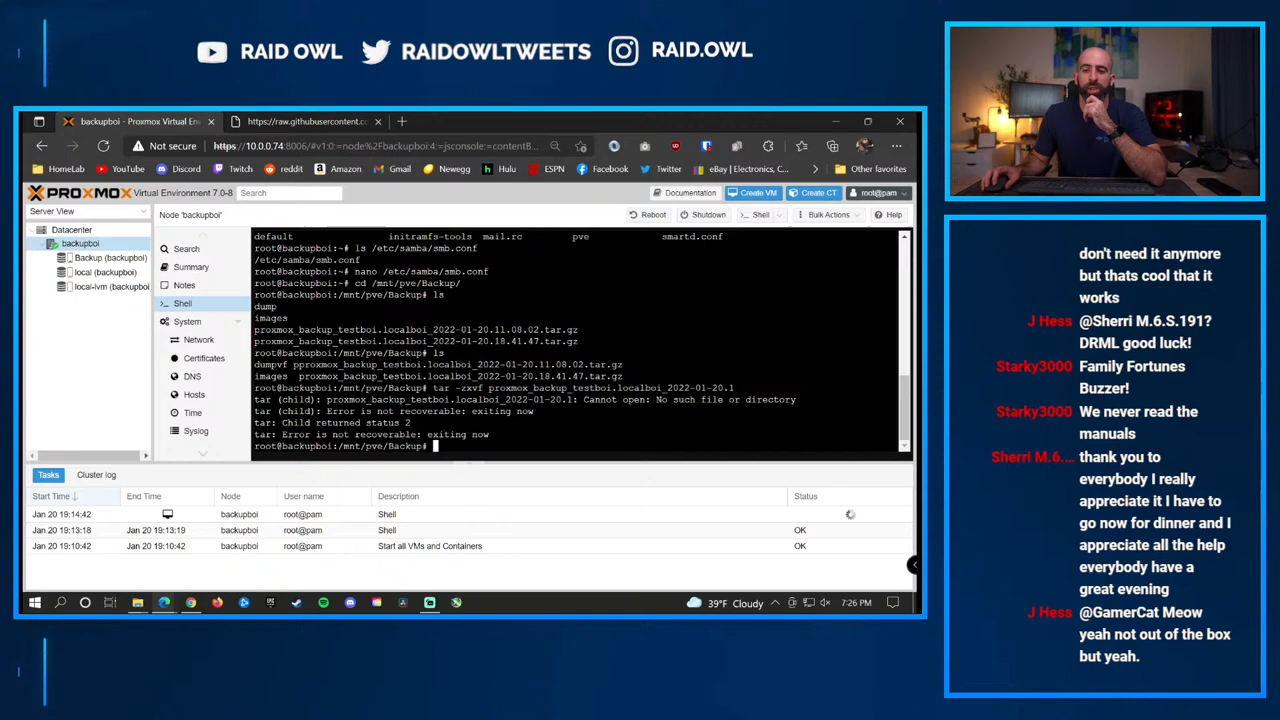 RAID OWL
RAIDOWLTWEETS
RAID.OWL
backupboi - Proxmox Virtual En
https://raw.githubusercontent.co
Not secure
https://10.0.0.74:8006/#v1:0:=node%2Fbackupboi:4:=jsconsole=contentB...
HomeLab
YouTube
Discord
Twitch
reddit
Amazon
Gmail
Newegg
Hulu
ESPN
Facebook
Twitter
eBay | Electronics,...
Other favorites
PROXMOX Virtual Environment 7.0-8
Search
Documentation
Create VM
Create CT
root@pam
Server View
Node 'backupboi'
Reboot
Shutdown
Shell
Bulk Actions
Help
Datacenter
backupboi
Backup (backupboi)
local (backupboi)
local-lvm (backupboi
Search
Summary
Notes
Shell
System
Network
Certificates
DNS
Hosts
Time
Syslog
default initramfs-tools mail.rc pve smartd.conf
root@backupboi:~# ls /etc/samba/smb.conf
/etc/samba/smb.conf
root@backupboi:~# nano /etc/samba/smb.conf
root@backupboi:~# cd /mnt/pve/Backup/
root@backupboi:/mnt/pve/Backup# ls
dump
images
proxmox_backup_testboi.localboi_2022-01-20.11.08.02.tar.gz
proxmox_backup_testboi.localboi_2022-01-20.18.41.47.tar.gz
root@backupboi:/mnt/pve/Backup# ls
dumpvf pproxmox_backup_testboi.localboi_2022-01-20.11.08.02.tar.gz
images proxmox_backup_testboi.localboi_2022-01-20.18.41.47.tar.gz
root@backupboi:/mnt/pve/Backup# tar -zxvf proxmox_backup_testboi.localboi_2022-01-20.1
tar (child): proxmox_backup_testboi.localboi_2022-01-20.1: Cannot open: No such file or directory
tar (child): Error is not recoverable: exiting now
tar: Child returned status 2
tar: Error is not recoverable: exiting now
root@backupboi:/mnt/pve/Backup#
Tasks
Cluster log
Start Time End Time Node User name Description Status
Jan 20 19:14:42 backupboi root@pam Shell
Jan 20 19:13:18 Jan 20 19:13:19 backupboi root@pam Shell OK
Jan 20 19:10:42 Jan 20 19:10:42 backupboi root@pam Start all VMs and Containers OK
39°F Cloudy
7:26 PM
don't need it anymore
but thats cool that it
works
J Hess @Sherri M.6.S.191?
DRML good luck!
Starky3000 Family Fortunes
Buzzer!
Starky3000 We never read the
manuals
Sherri M.6.... thank you to
everybody I really
appreciate it I have to
go now for dinner and I
appreciate all the help
everybody have a
great evening
J Hess @GamerCat Meow
yeah not out of the box
but yeah.